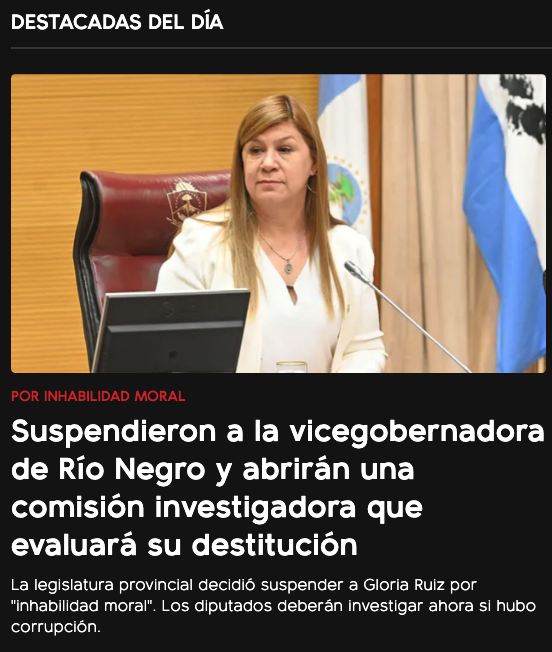 DESTACADAS DEL DÍA
POR INHABILIDAD MORAL
Suspendieron a la vicegobernadora
de Río Negro y abrirán una
comisión investigadora que
evaluará su destitución
La legislatura provincial decidió suspender a Gloria Ruiz por
"inhabilidad moral". Los diputados deberán investigar ahora si hubo
corrupción.